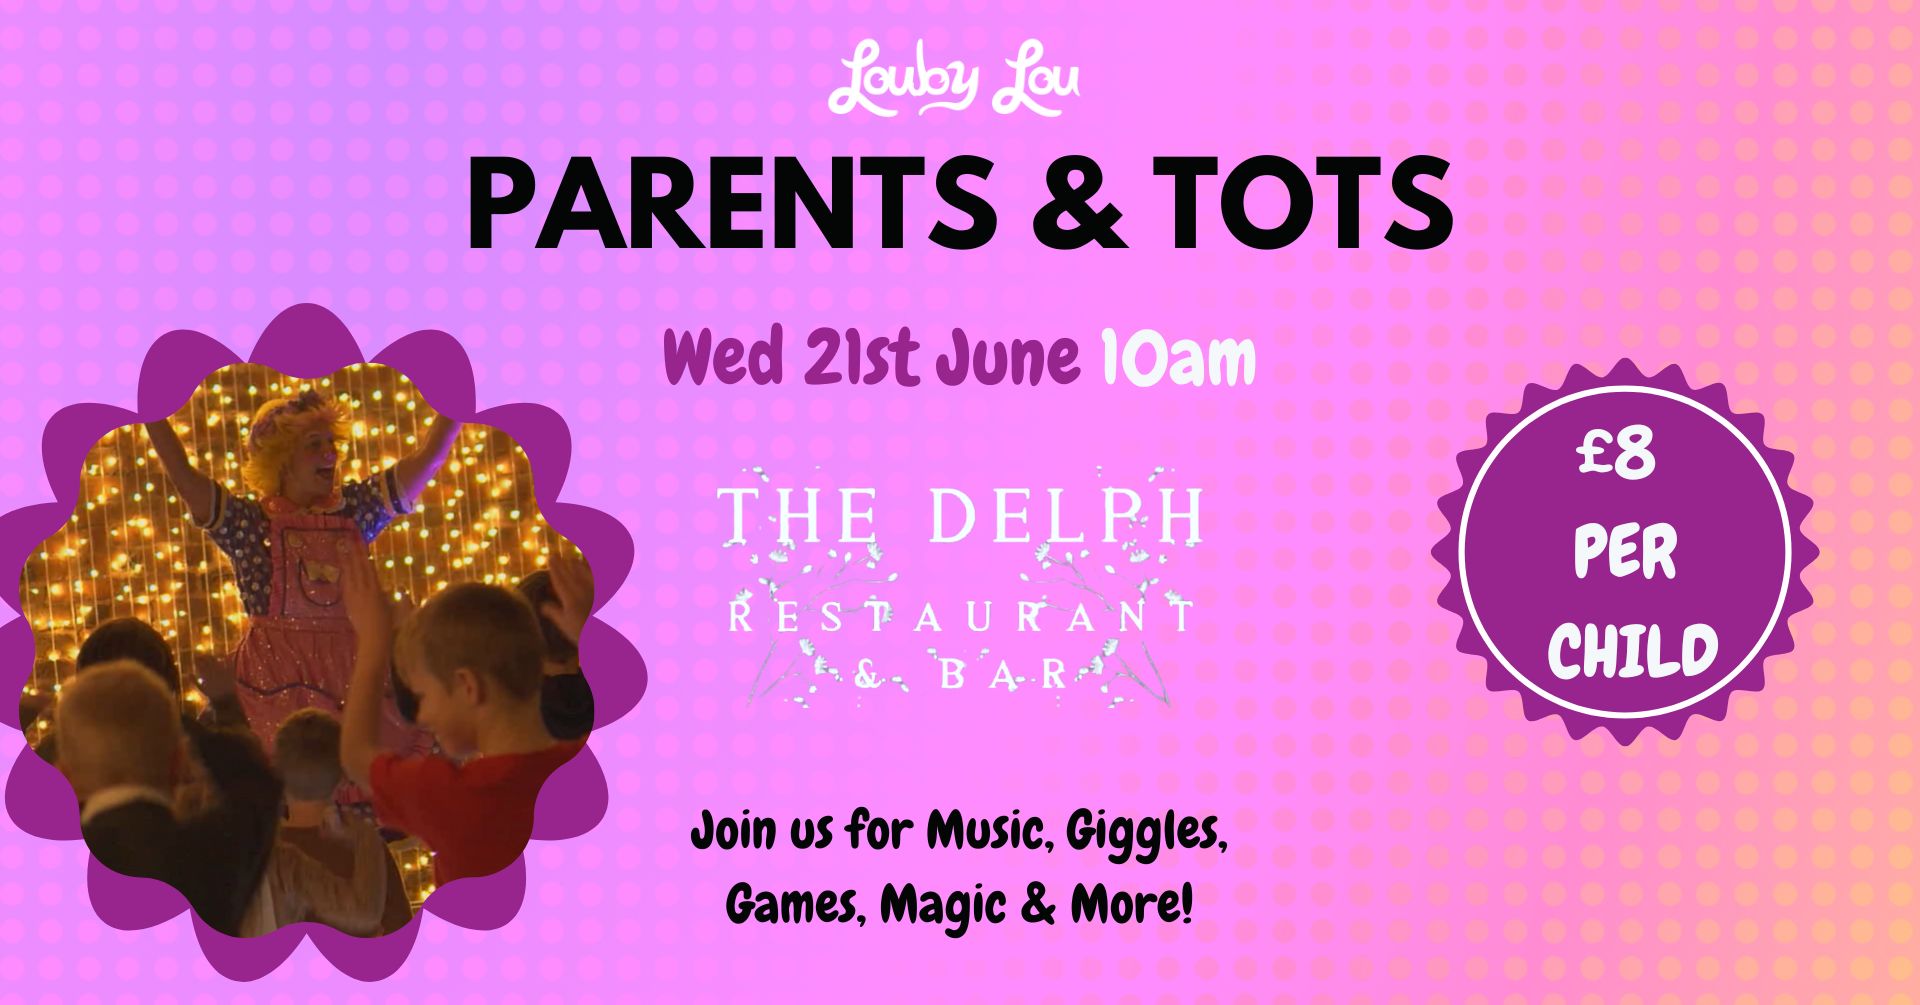 Louby Lou
PARENTS & TOTS
Wed 21st June 10am
THE DELPH
RESTAURANT
& BAR
£8
PER
CHILD
Join us for Music, Giggles,
Games, Magic & More!